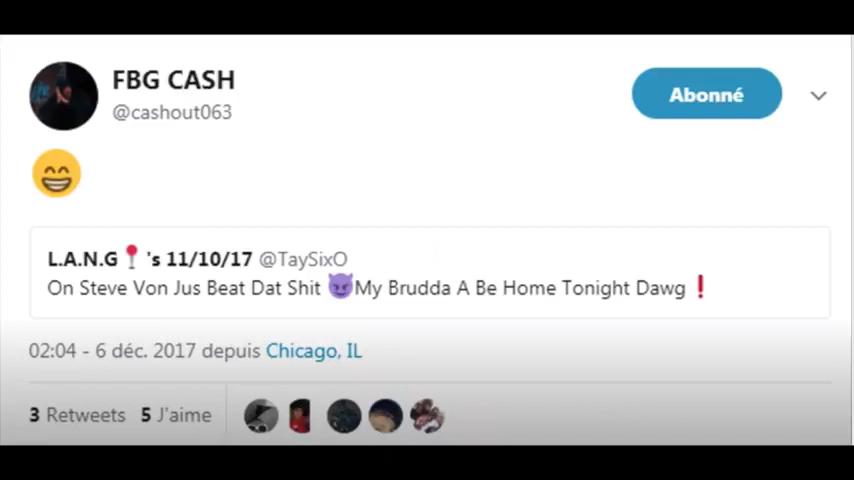 FBG CASH
@cashout063
Abonné
😁
L.A.N.G📍's 11/10/17 @TaySixO
On Steve Von Jus Beat Dat Shit 😈My Brudda A Be Home Tonight Dawg❗
02:04 - 6 déc. 2017 depuis Chicago, IL
3 Retweets 5 J'aime